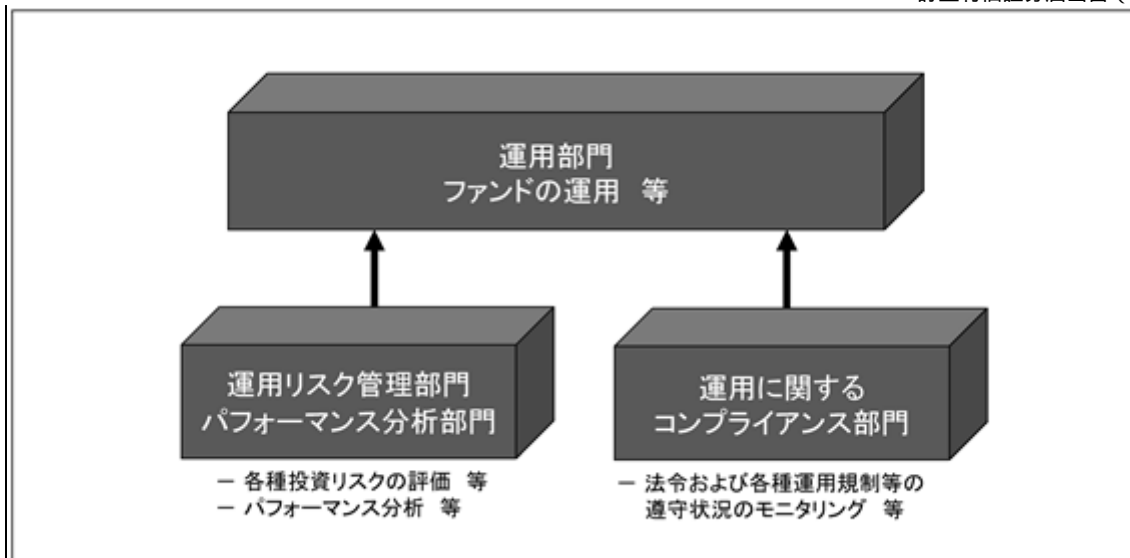 運用部門
ファンドの運用　等
運用リスク管理部門
パフォーマンス分析部門
運用に関する
コンプライアンス部門
－ 各種投資リスクの評価　等
－ パフォーマンス分析　等
－ 法令および各種運用規制等の
遵守状況のモニタリング　等